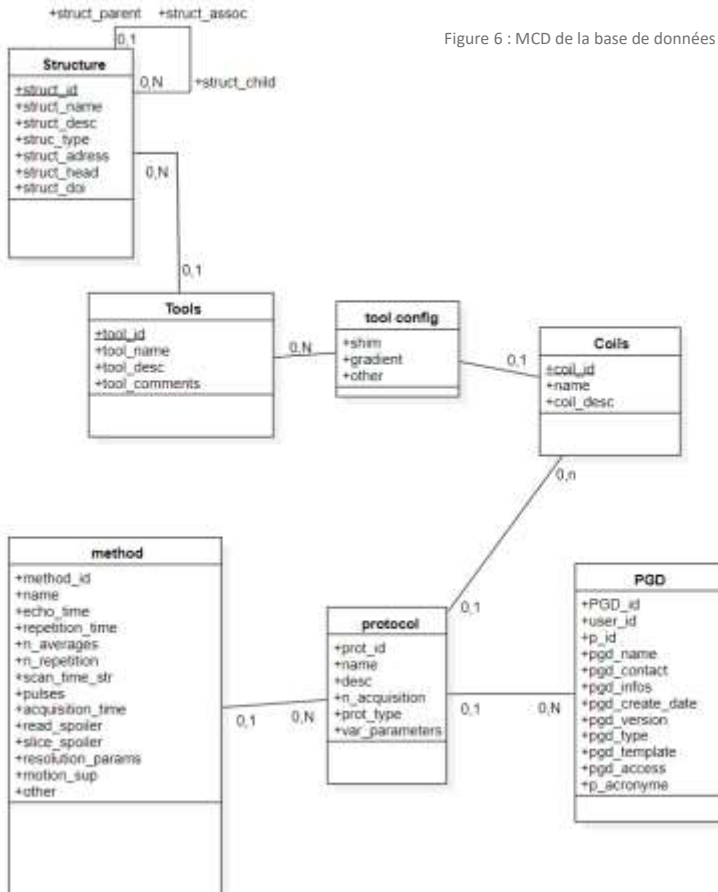 +struct_parent +struct_assoc
Figure 6 : MCD de la base de données
0,1
Structure
0,N
+struct_child
+struct_id
+struct_name
+struct_desc
+struc_type
+struct_adress
+struct_head
+struct_doi
0,N
0,1
Tools
+tool_id
+tool_name
+tool_desc
+tool_comments
0,N
tool config
+shim
+gradient
+other
0,1
Coils
+coil_id
+name
+coil_desc
0,n
method
+method_id
+name
+echo_time
+repetition_time
+n_averages
+n_repetition
+scan_time_str
+pulses
+acquisition_time
+read_spoiler
+slice_spoiler
+resolution_params
+motion_sup
+other
0,1
0,N
0,1
protocol
+prot_id
+name
+desc
+n_acquisition
+prot_type
+var_parameters
0,1
0,N
PGD
+PGD_id
+user_id
+p_id
+pgd_name
+pgd_contact
+pgd_infos
+pgd_create_date
+pgd_version
+pgd_type
+pgd_template
+pgd_access
+p_acronyme